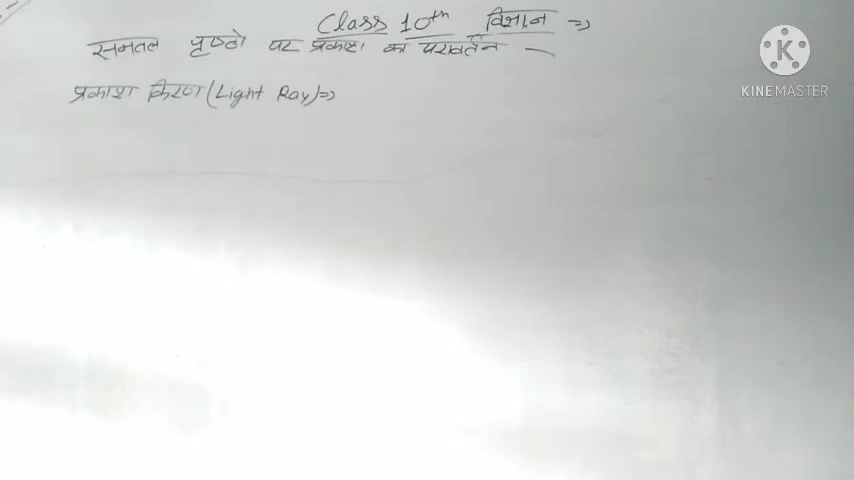 Class 10th विज्ञान ⇒
समतल पृष्ठो पर प्रकाश का परावर्तन –
प्रकाश किरण (Light Ray) ⇒
K
KINEMASTER